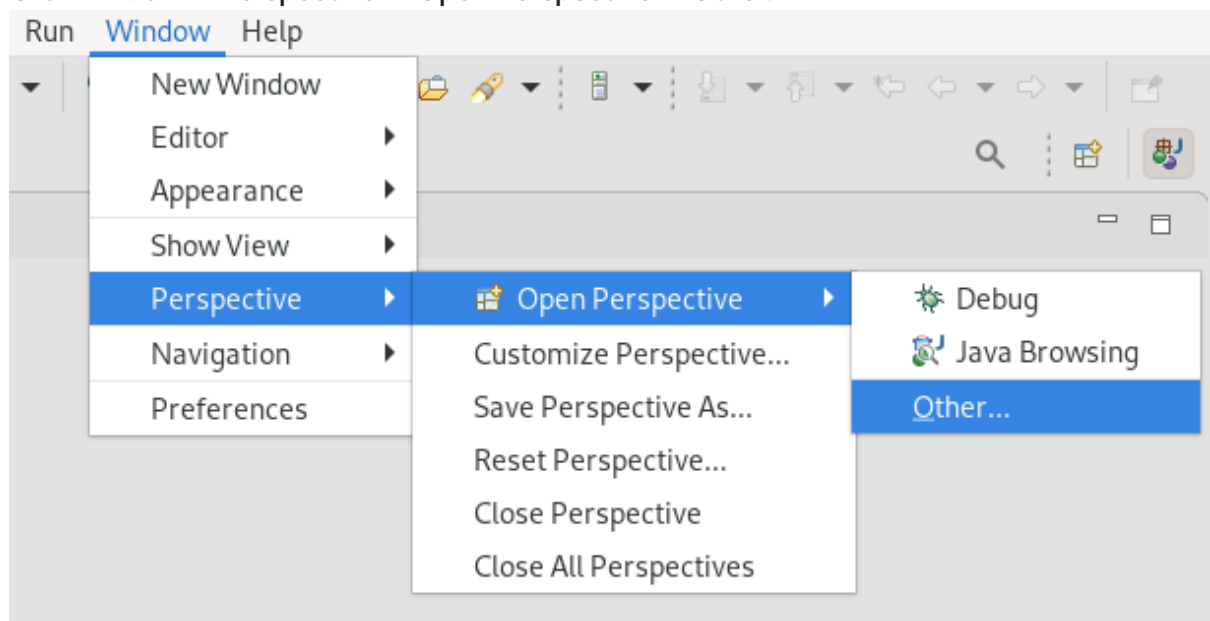 Run Window Help
New Window
Editor
Appearance
Show View
Perspective
Navigation
Preferences
Open Perspective
Customize Perspective...
Save Perspective As...
Reset Perspective...
Close Perspective
Close All Perspectives
Debug
Java Browsing
Other...